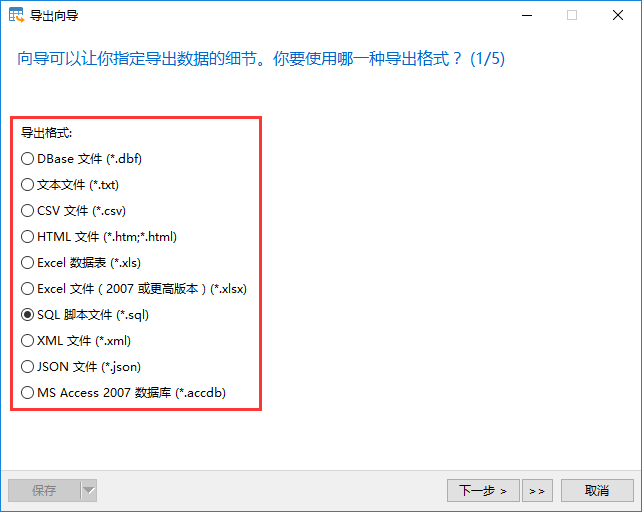 导出向导
向导可以让你指定导出数据的细节。你要使用哪一种导出格式？ (1/5)
导出格式:
DBase 文件 (*.dbf)
文本文件 (*.txt)
CSV 文件 (*.csv)
HTML 文件 (*.htm;*.html)
Excel 数据表 (*.xls)
Excel 文件（2007 或更高版本）(*.xlsx)
SQL 脚本文件 (*.sql)
XML 文件 (*.xml)
JSON 文件 (*.json)
MS Access 2007 数据库 (*.accdb)
保存 下一步 > >> 取消